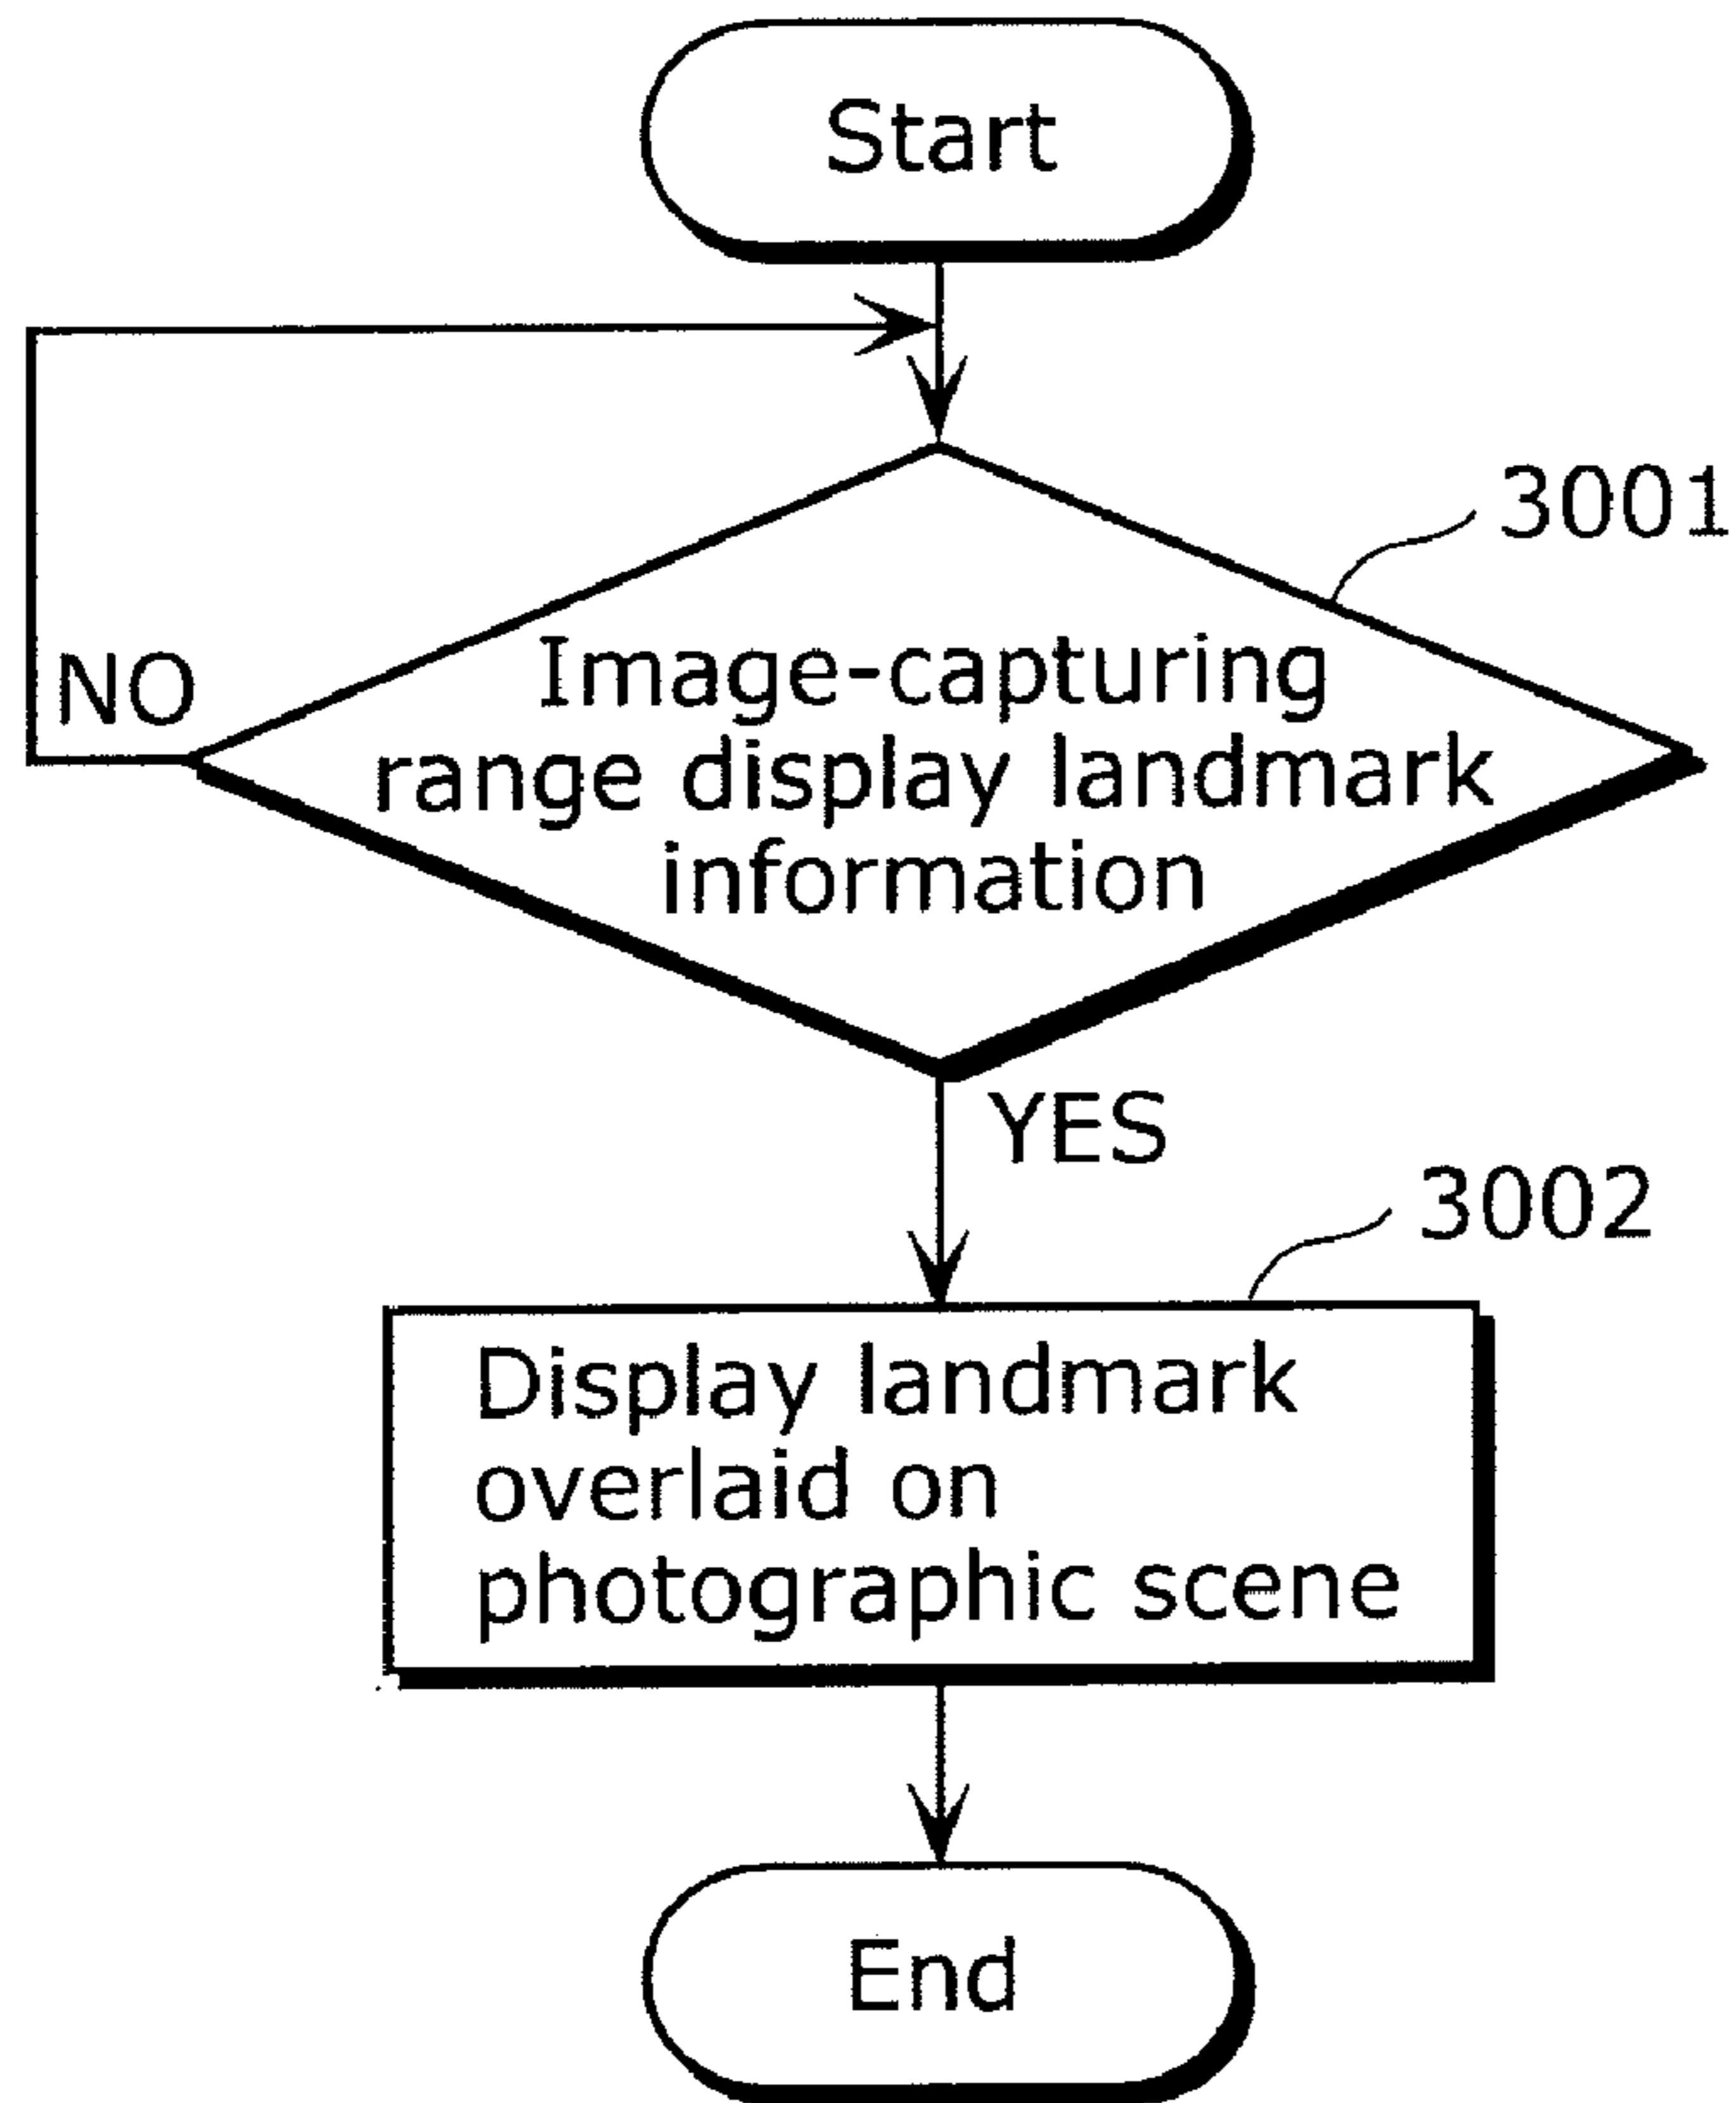 Start
3001
NO
Image-capturing
range display landmark
information
YES
3002
Display landmark
overlaid on
photographic scene
End